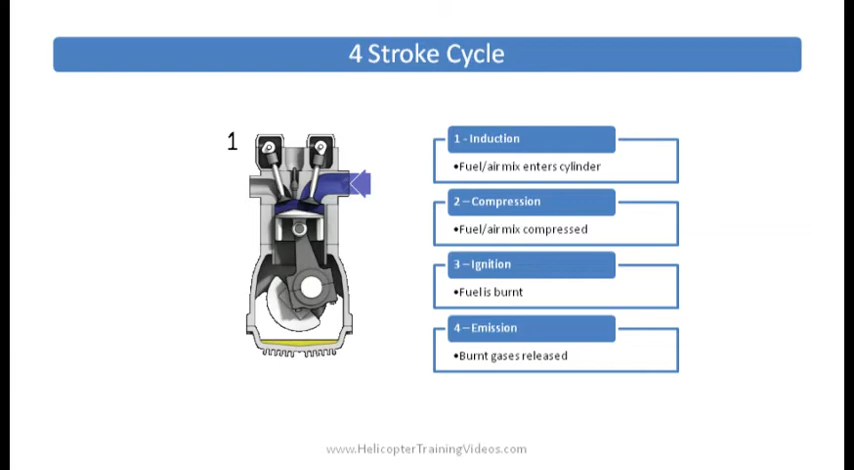 4 Stroke Cycle
1
1 - Induction
•Fuel/air mix enters cylinder
2 – Compression
•Fuel/air mix compressed
3 – Ignition
•Fuel is burnt
4 – Emission
•Burnt gases released
www.HelicopterTrainingVideos.com